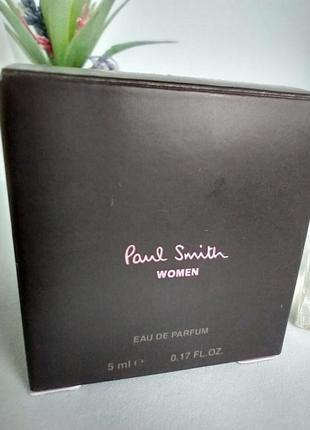 Paul Smith
WOMEN
EAU DE PARFUM
5 ml ℮ 0.17 FL.OZ.